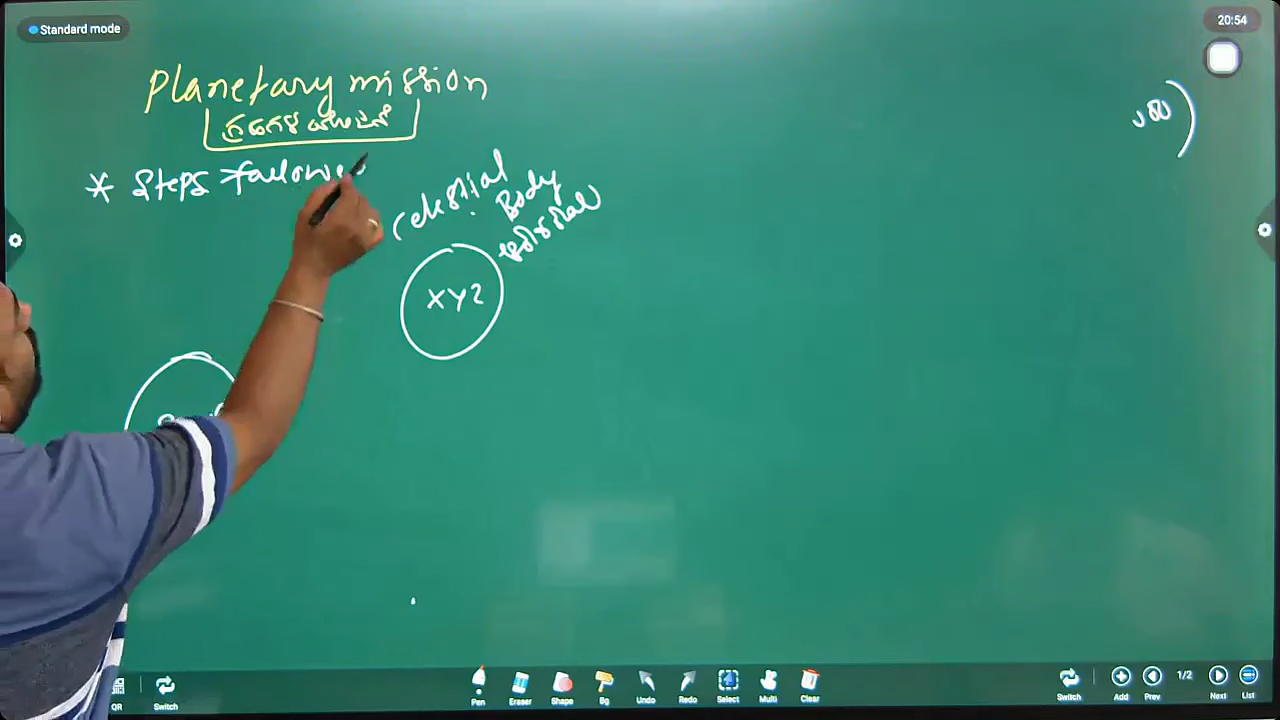 Standard mode
20:54
Planetary mission
* Steps followe
Celestial
Body
XYZ
QR
Switch
Pen
Eraser
Shape
Bg
Undo
Redo
Select
Multi
Clear
Switch
Add
Prev
1/2
Next
List